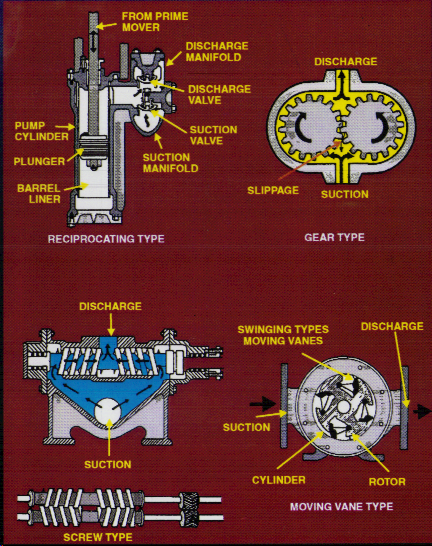 FROM PRIME
MOVER
DISCHARGE
MANIFOLD
DISCHARGE
VALVE
SUCTION
VALVE
SUCTION
MANIFOLD
PUMP
CYLINDER
PLUNGER
BARREL
LINER
RECIPROCATING TYPE
DISCHARGE
SLIPPAGE
SUCTION
GEAR TYPE
DISCHARGE
SUCTION
SCREW TYPE
SWINGING TYPES
MOVING VANES
DISCHARGE
SUCTION
CYLINDER
ROTOR
MOVING VANE TYPE